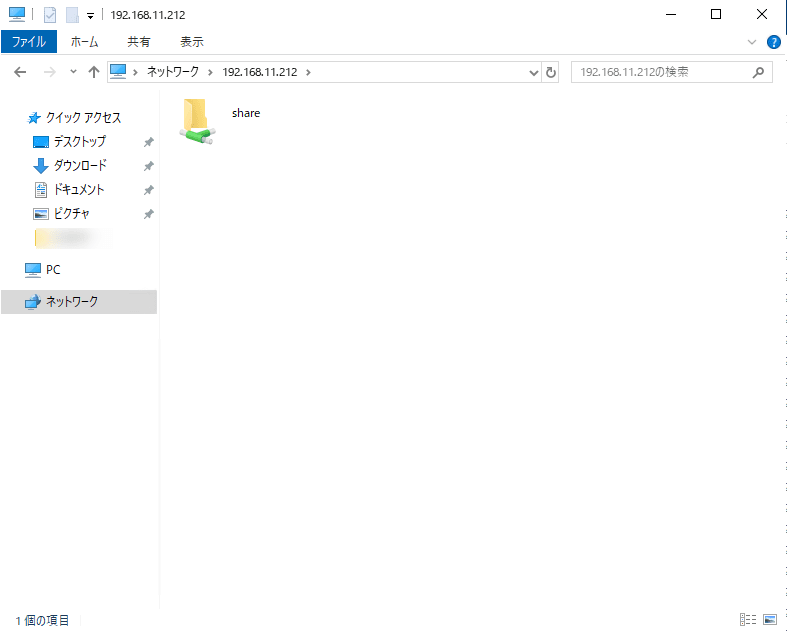 192.168.11.212
ファイル ホーム 共有 表示
ネットワーク 192.168.11.212 192.168.11.212の検索
クイック アクセス
デスクトップ
ダウンロード
ドキュメント
ピクチャ
PC
ネットワーク
share
1 個の項目